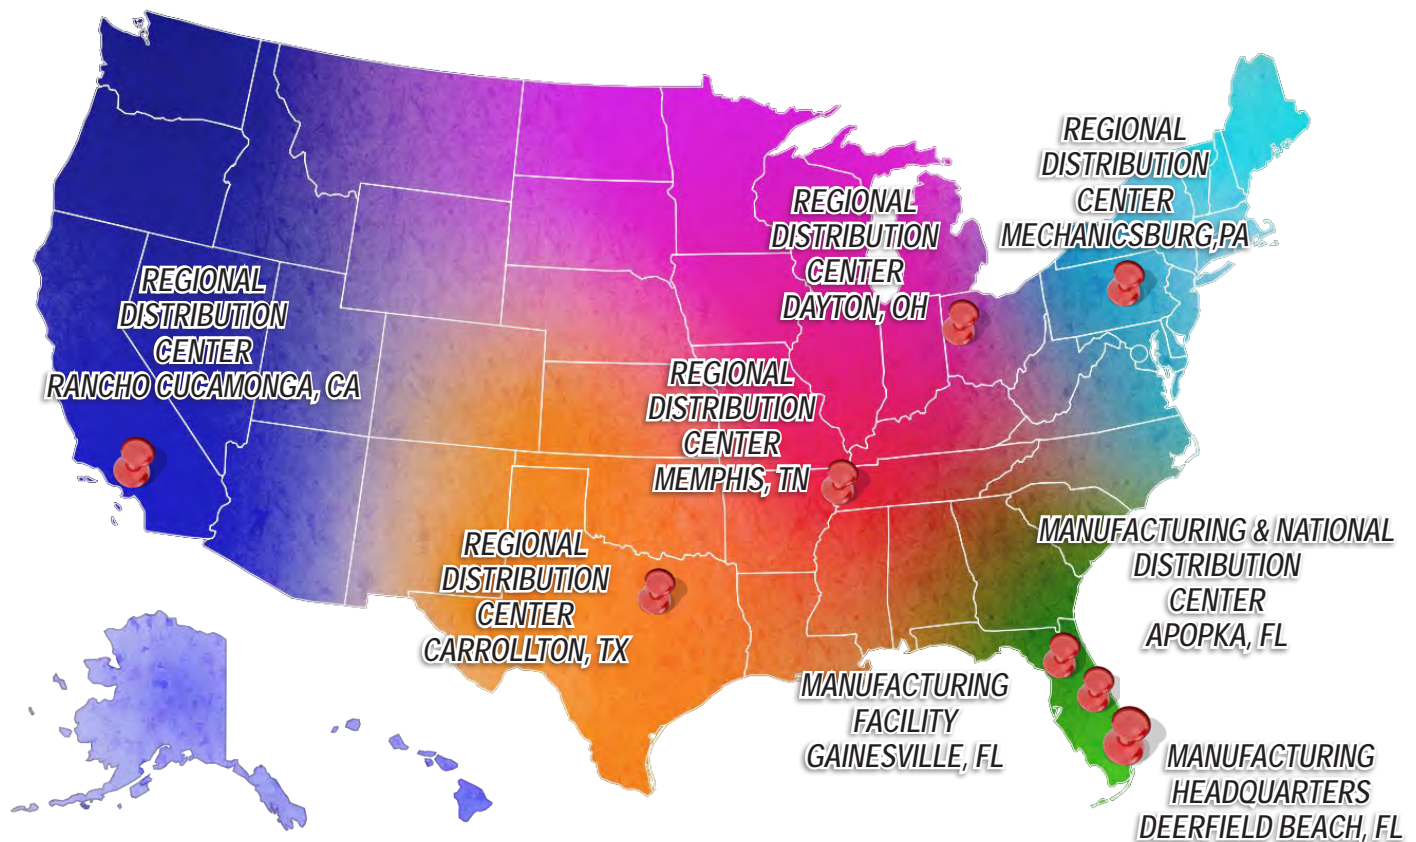 REGIONAL
DISTRIBUTION
CENTER
MECHANICSBURG,PA
REGIONAL
DISTRIBUTION
CENTER
DAYTON, OH
REGIONAL
DISTRIBUTION
CENTER
RANCHO CUCAMONGA, CA
REGIONAL
DISTRIBUTION
CENTER
MEMPHIS, TN
REGIONAL
DISTRIBUTION
CENTER
CARROLLTON, TX
MANUFACTURING & NATIONAL
DISTRIBUTION
CENTER
APOPKA, FL
MANUFACTURING
FACILITY
GAINESVILLE, FL
MANUFACTURING
HEADQUARTERS
DEERFIELD BEACH, FL